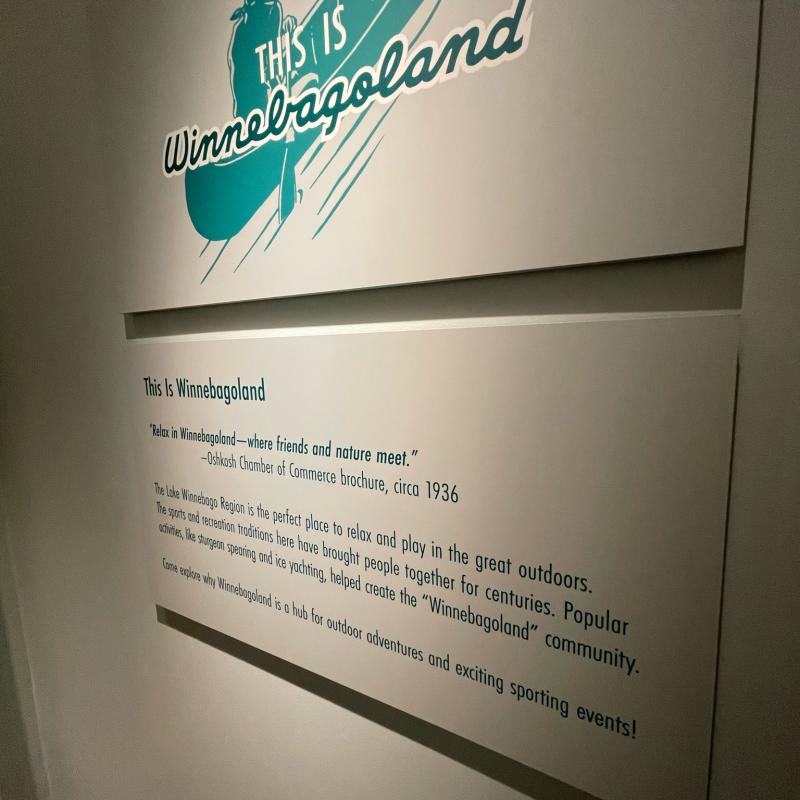 THIS IS
Winnebagoland
This Is Winnebagoland
"Relax in Winnebagoland—where friends and nature meet."
–Oshkosh Chamber of Commerce brochure, circa 1936
The Lake Winnebago Region is the perfect place to relax and play in the great outdoors.
The sports and recreation traditions here have brought people together for centuries. Popular
activities, like sturgeon spearing and ice yachting, helped create the "Winnebagoland" community.
Come explore why Winnebagoland is a hub for outdoor adventures and exciting sporting events!